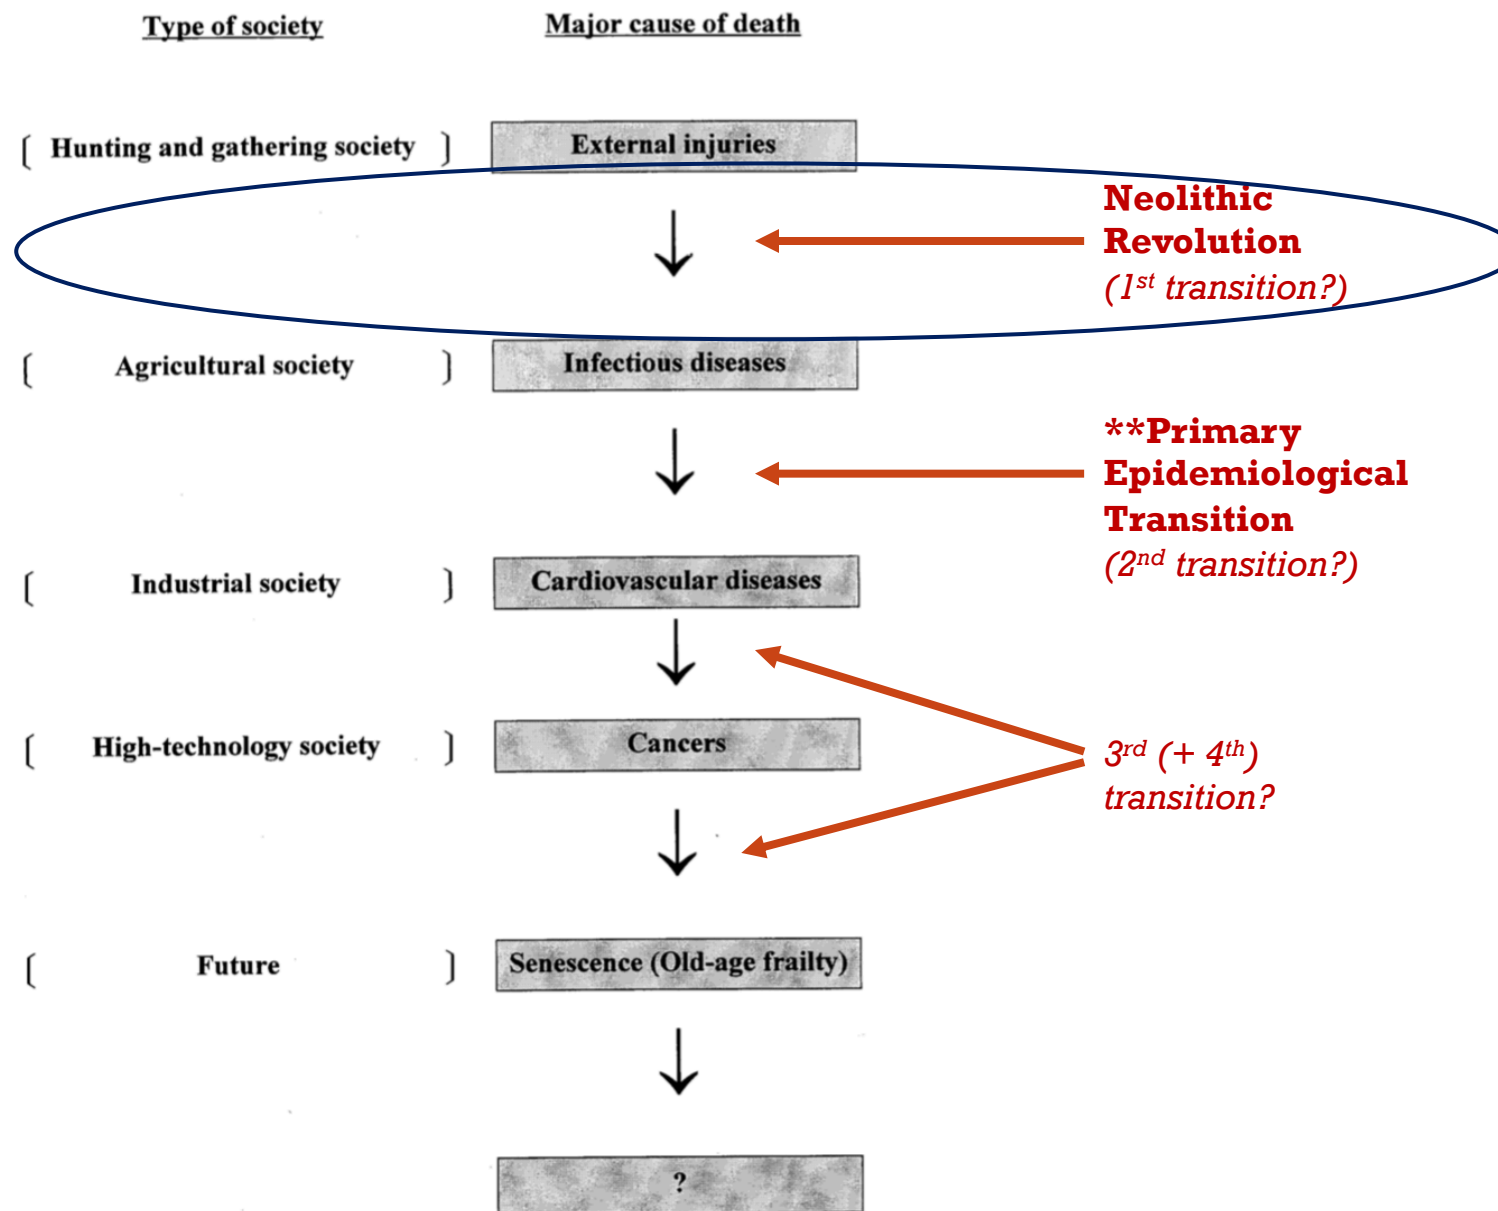 Type of society Major cause of death
[ Hunting and gathering society ] External injuries
Neolithic
Revolution
(1st transition?)
[ Agricultural society ] Infectious diseases
**Primary
Epidemiological
Transition
(2nd transition?)
[ Industrial society ] Cardiovascular diseases
[ High-technology society ] Cancers
3rd (+ 4th)
transition?
[ Future ] Senescence (Old-age frailty)
?